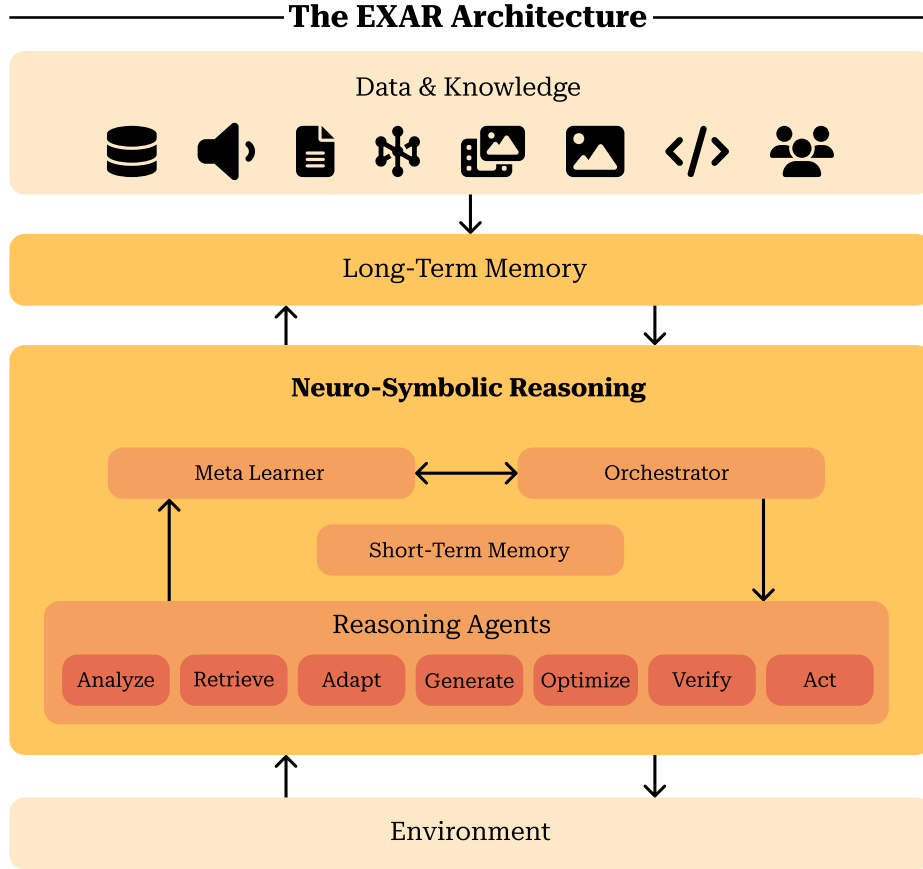 The EXAR Architecture
Data & Knowledge
Long-Term Memory
Neuro-Symbolic Reasoning
Meta Learner
Orchestrator
Short-Term Memory
Reasoning Agents
Analyze
Retrieve
Adapt
Generate
Optimize
Verify
Act
Environment